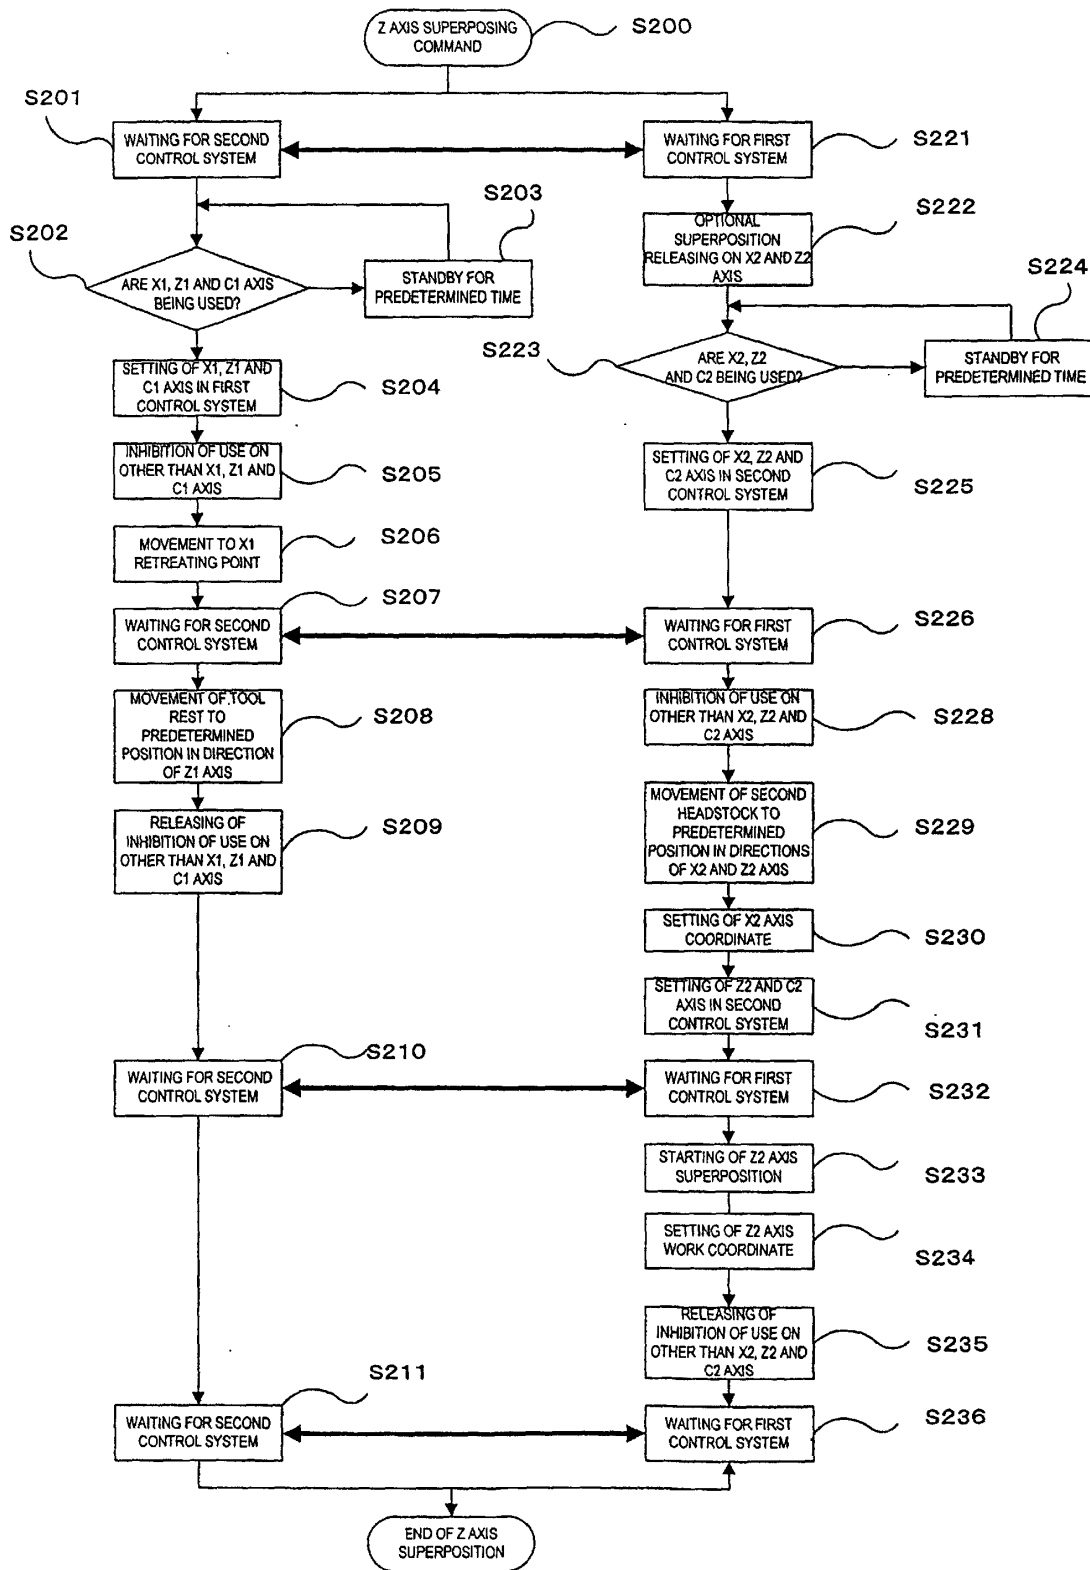 Z AXIS SUPERPOSING
COMMAND
S200
S201
WAITING FOR SECOND
CONTROL SYSTEM
WAITING FOR FIRST
CONTROL SYSTEM
S221
S203
S222
OPTIONAL
SUPERPOSITION
RELEASING ON X2 AND Z2
AXIS
S202
ARE X1, Z1 AND C1 AXIS
BEING USED?
STANDBY FOR
PREDETERMINED TIME
S224
S223
ARE X2, Z2
AND C2 BEING USED?
STANDBY FOR
PREDETERMINED TIME
SETTING OF X1, Z1 AND
C1 AXIS IN FIRST
CONTROL SYSTEM
S204
INHIBITION OF USE ON
OTHER THAN X1, Z1 AND
C1 AXIS
S205
SETTING OF X2, Z2 AND
C2 AXIS IN SECOND
CONTROL SYSTEM
S225
MOVEMENT TO X1
RETREATING POINT
S206
S207
WAITING FOR SECOND
CONTROL SYSTEM
WAITING FOR FIRST
CONTROL SYSTEM
S226
MOVEMENT OF TOOL
REST TO
PREDETERMINED
POSITION IN DIRECTION
OF Z1 AXIS
S208
INHIBITION OF USE ON
OTHER THAN X2, Z2 AND
C2 AXIS
S228
RELEASING OF
INHIBITION OF USE ON
OTHER THAN X1, Z1 AND
C1 AXIS
S209
MOVEMENT OF SECOND
HEADSTOCK TO
PREDETERMINED
POSITION IN DIRECTIONS
OF X2 AND Z2 AXIS
S229
SETTING OF X2 AXIS
COORDINATE
S230
SETTING OF Z2 AND C2
AXIS IN SECOND
CONTROL SYSTEM
S231
S210
WAITING FOR SECOND
CONTROL SYSTEM
WAITING FOR FIRST
CONTROL SYSTEM
S232
STARTING OF Z2 AXIS
SUPERPOSITION
S233
SETTING OF Z2 AXIS
WORK COORDINATE
S234
RELEASING OF
INHIBITION OF USE ON
OTHER THAN X2, Z2 AND
C2 AXIS
S235
S211
WAITING FOR SECOND
CONTROL SYSTEM
WAITING FOR FIRST
CONTROL SYSTEM
S236
END OF Z AXIS
SUPERPOSITION